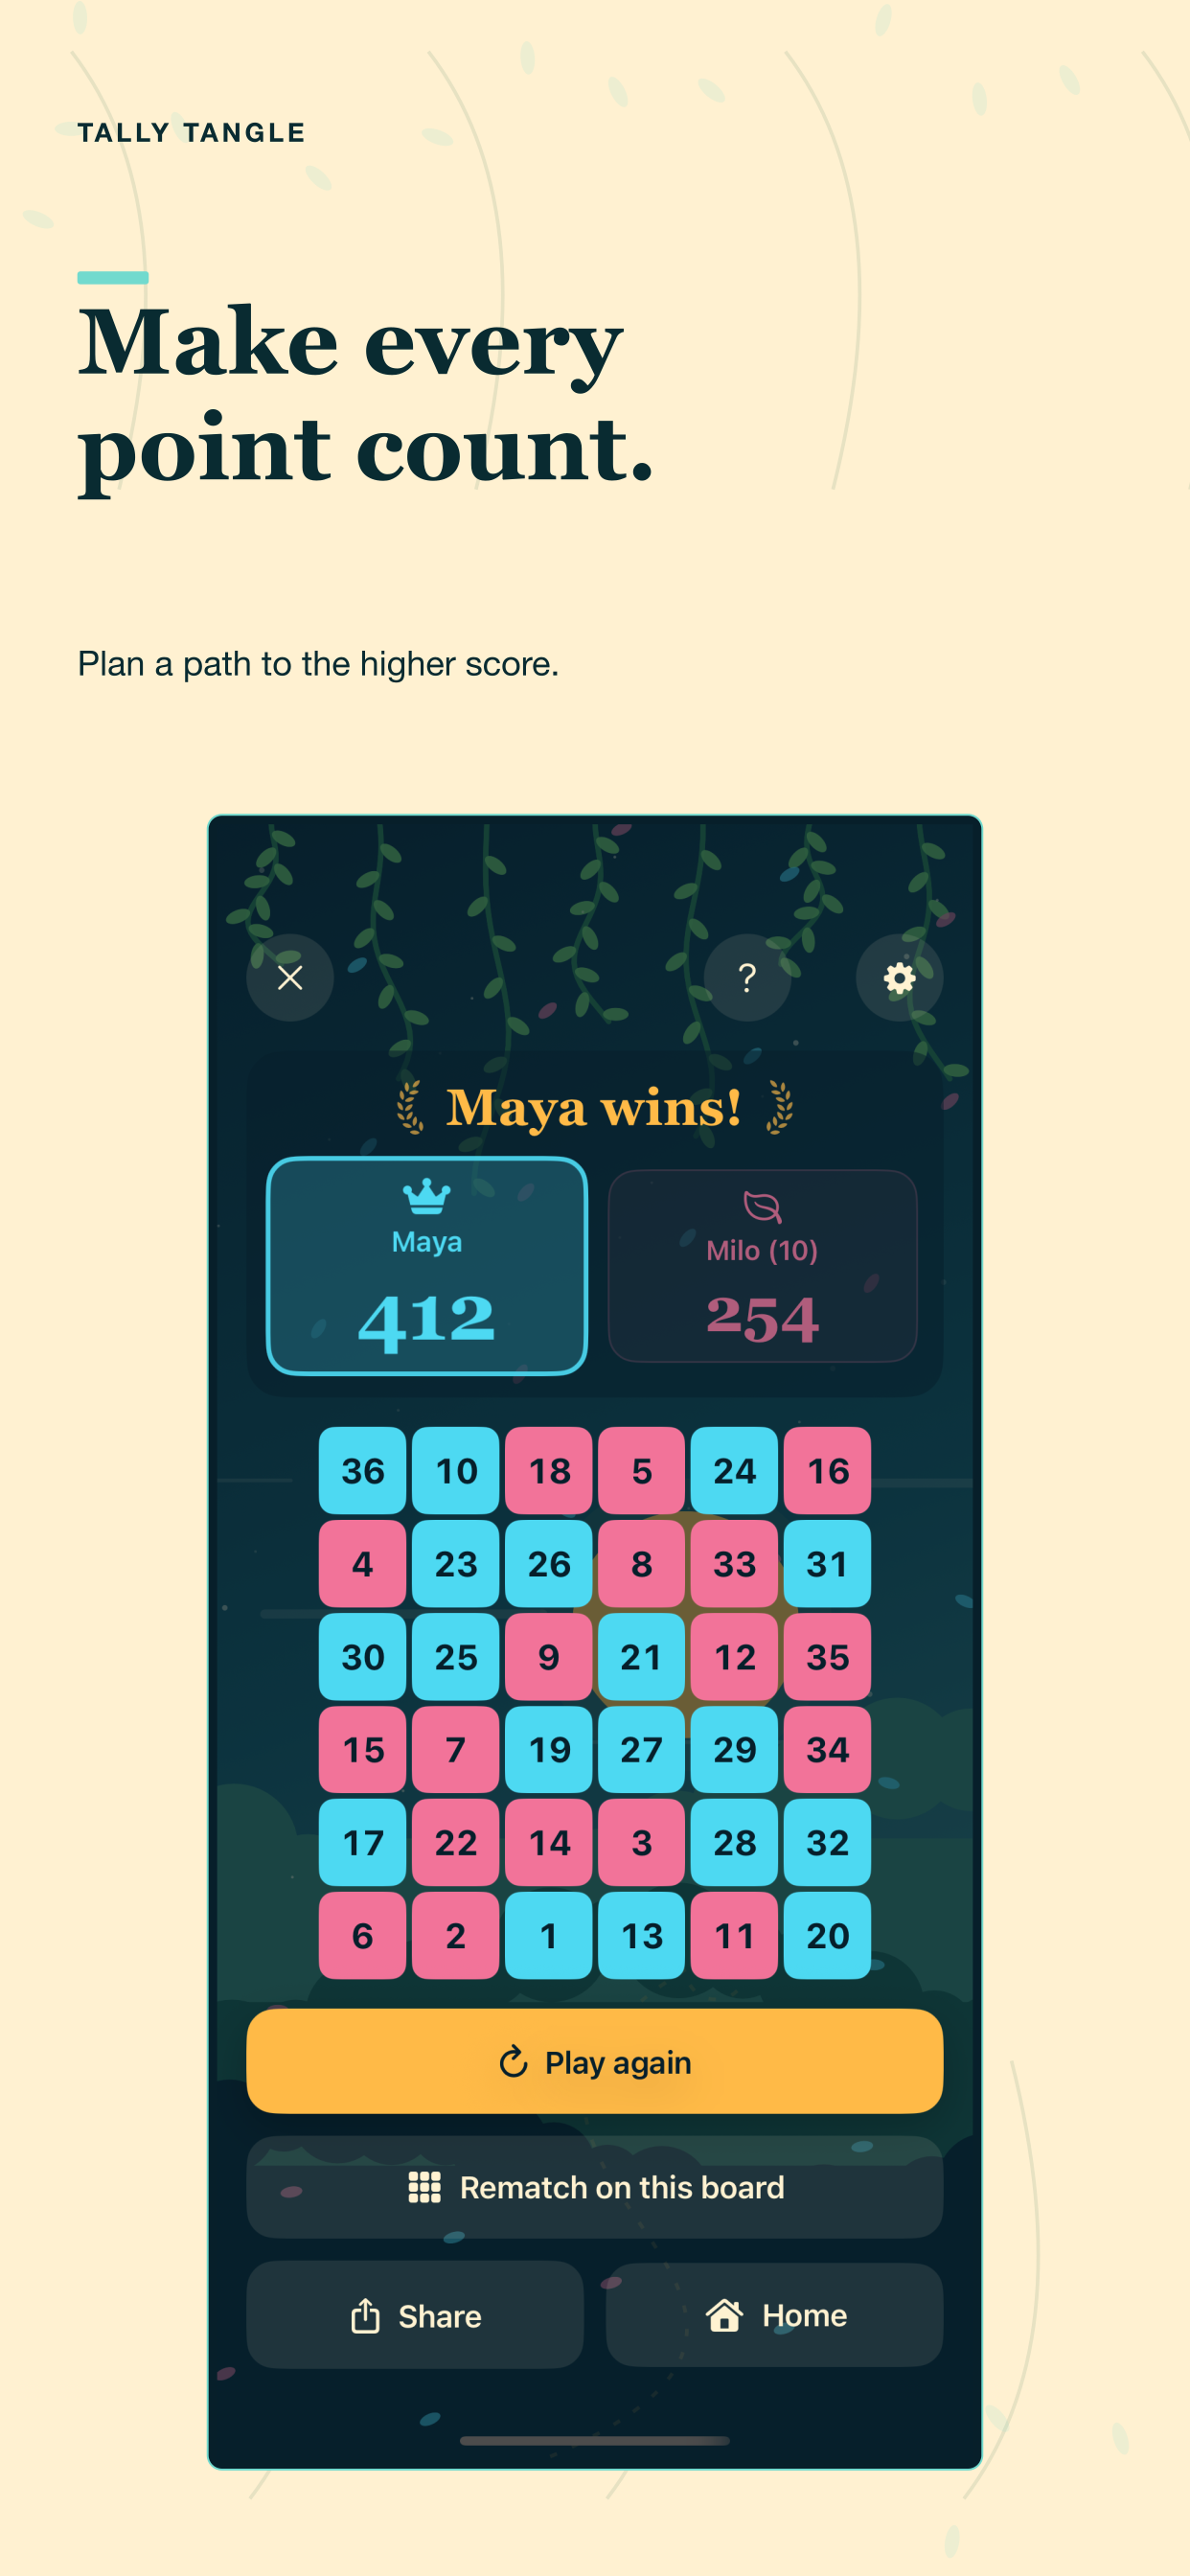 TALLY TANGLE
Make every
point count.
Plan a path to the higher score.
?
Maya wins!
Maya
412
Milo (10)
254
36 10 18 5 24 16
4 23 26 8 33 31
30 25 9 21 12 35
15 7 19 27 29 34
17 22 14 3 28 32
6 2 1 13 11 20
Play again
Rematch on this board
Share
Home